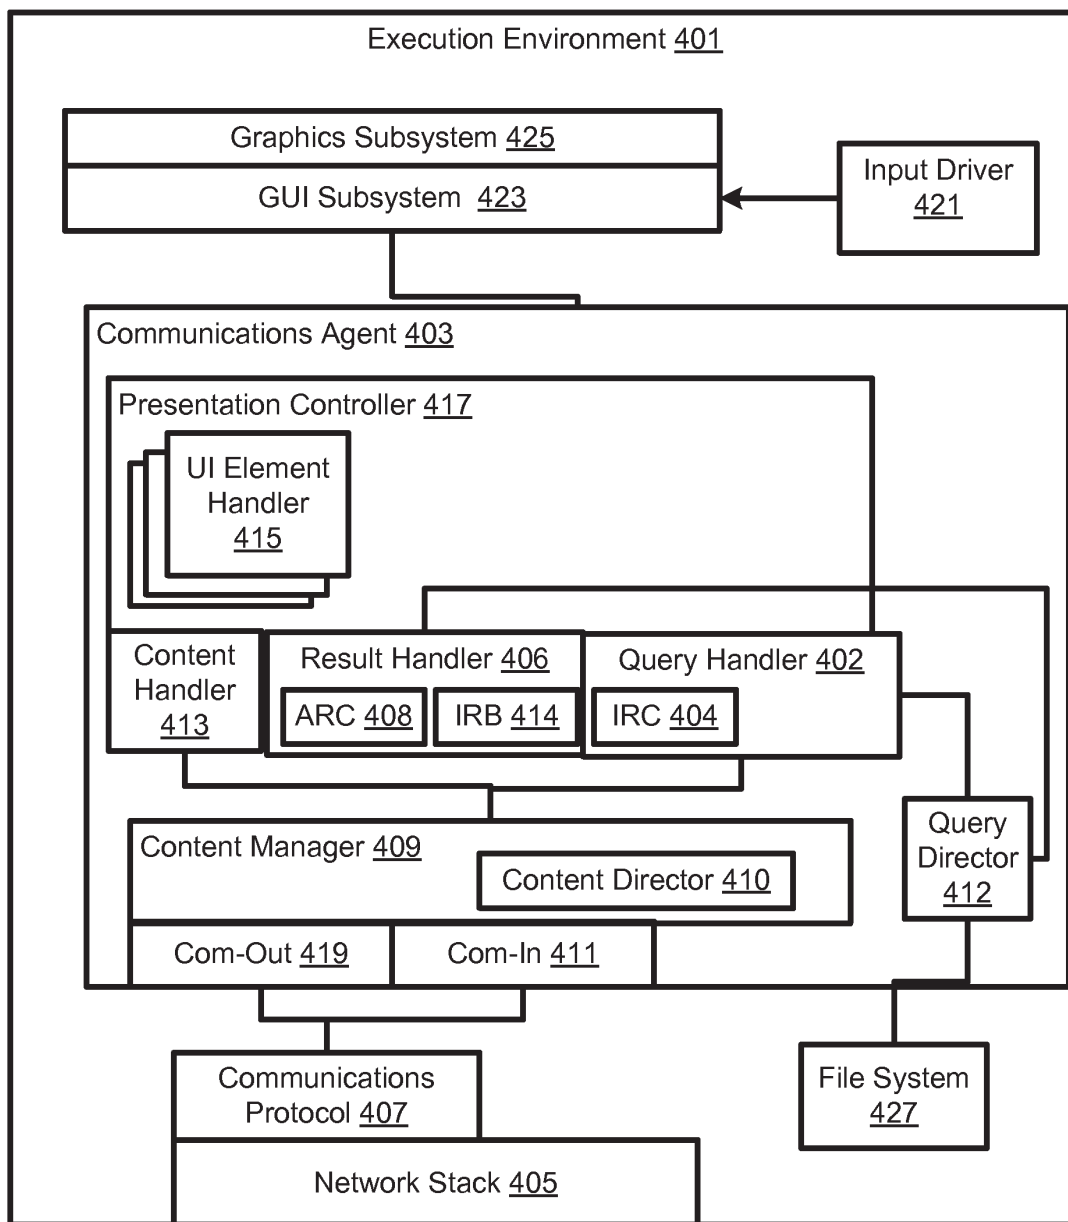 Execution Environment 401
Graphics Subsystem 425
GUI Subsystem 423
Input Driver
421
Communications Agent 403
Presentation Controller 417
UI Element
Handler
415
Content
Handler
413
Result Handler 406
ARC 408
IRB 414
Query Handler 402
IRC 404
Content Manager 409
Content Director 410
Query
Director
412
Com-Out 419
Com-In 411
Communications
Protocol 407
Network Stack 405
File System
427